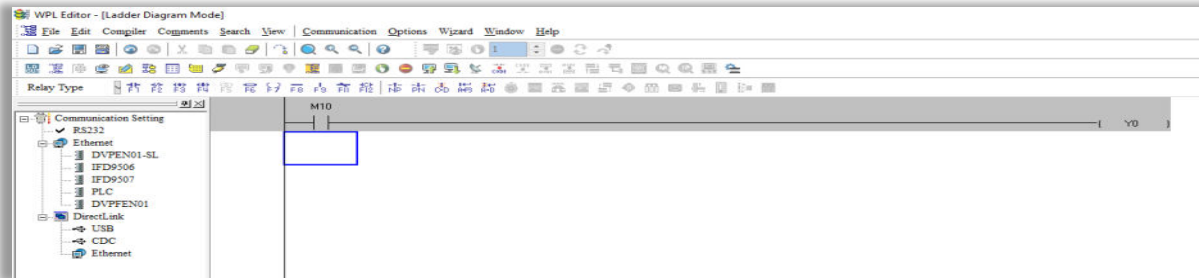 WPL Editor - [Ladder Diagram Mode]
File Edit Compiler Comments Search View Communication Options Wizard Window Help
1
Relay Type
M10
Y0
Communication Setting
RS232
Ethernet
DVPEN01-SL
IFD9506
IFD9507
PLC
DVPFEN01
DirectLink
USB
CDC
Ethernet